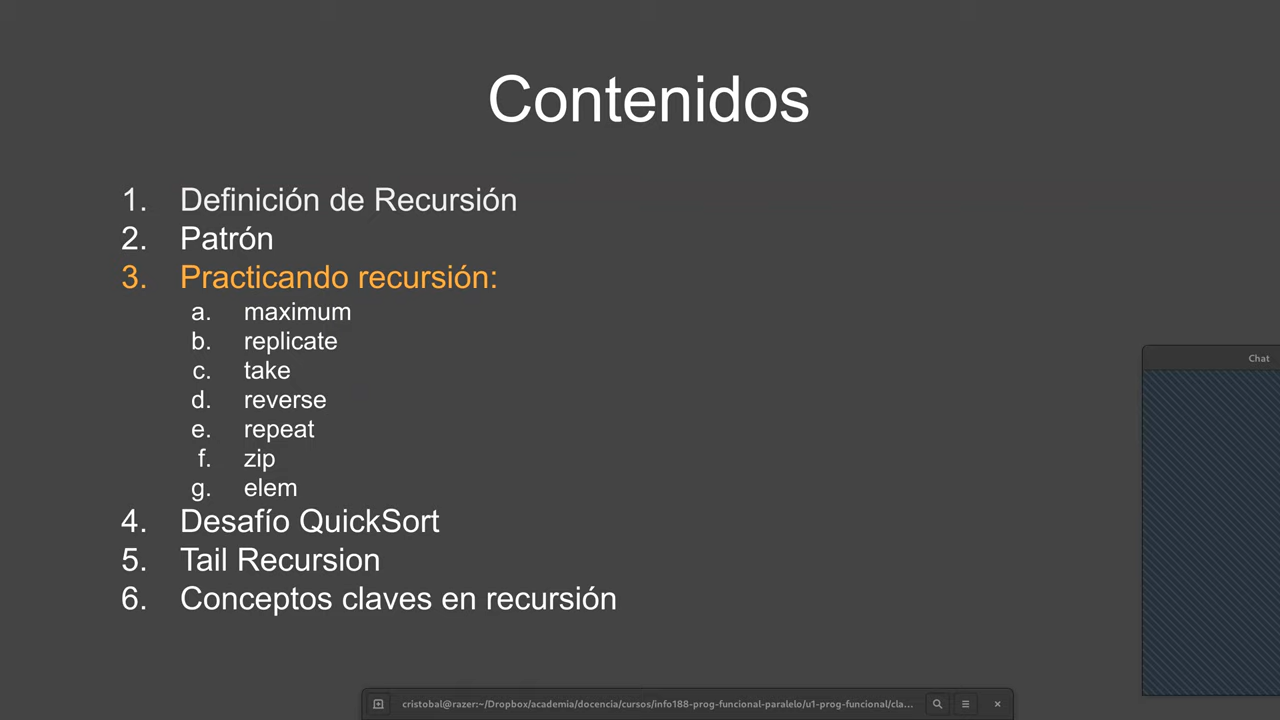 Contenidos
1. Definición de Recursión
2. Patrón
3. Practicando recursión:
a. maximum
b. replicate
c. take
d. reverse
e. repeat
f. zip
g. elem
4. Desafío QuickSort
5. Tail Recursion
6. Conceptos claves en recursión
Chat
cristobal@razer:~/Dropbox/academia/docencia/cursos/info188-prog-funcional-paralelo/u1-prog-funcional/cla...